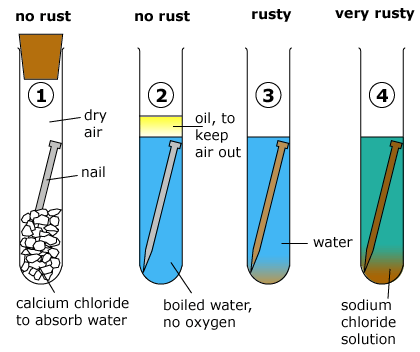 no rust
no rust
rusty
very rusty
1
2
3
4
dry
air
nail
oil, to
keep
air out
water
calcium chloride
to absorb water
boiled water,
no oxygen
sodium
chloride
solution